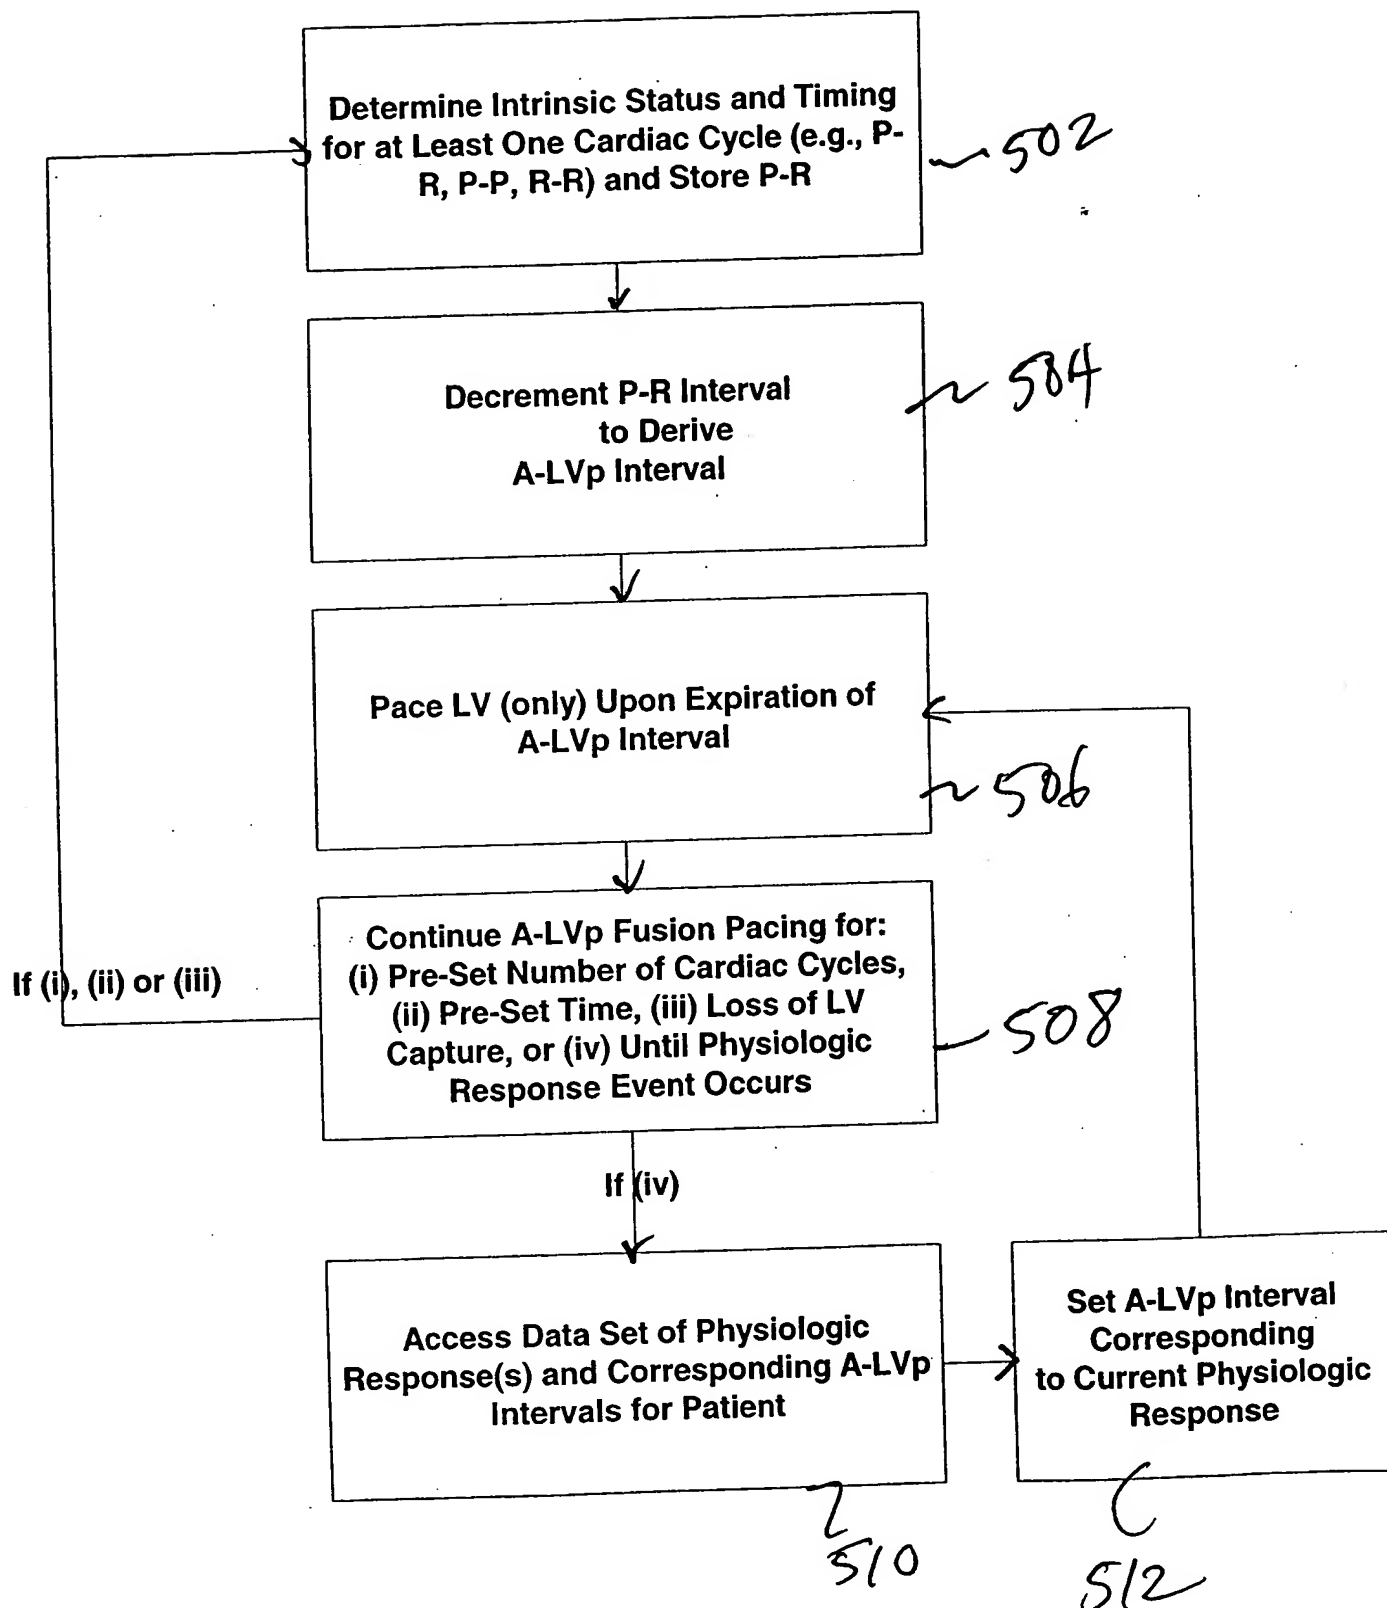 Determine Intrinsic Status and Timing
for at Least One Cardiac Cycle (e.g., P-
R, P-P, R-R) and Store P-R
502
Decrement P-R Interval
to Derive
A-LVp Interval
504
Pace LV (only) Upon Expiration of
A-LVp Interval
506
Continue A-LVp Fusion Pacing for:
(i) Pre-Set Number of Cardiac Cycles,
(ii) Pre-Set Time, (iii) Loss of LV
Capture, or (iv) Until Physiologic
Response Event Occurs
508
If (i), (ii) or (iii)
If (iv)
Access Data Set of Physiologic
Response(s) and Corresponding A-LVp
Intervals for Patient
510
Set A-LVp Interval
Corresponding
to Current Physiologic
Response
512